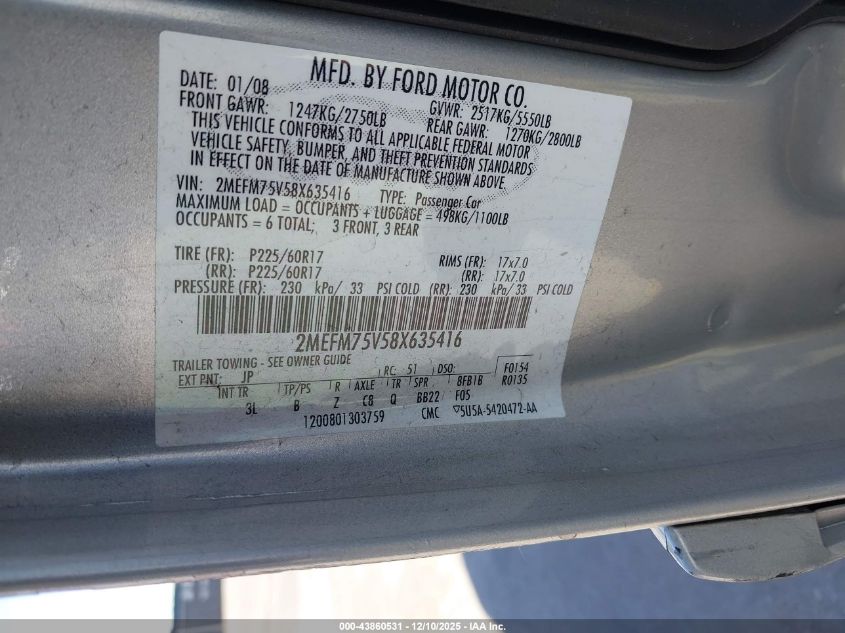 MFD. BY FORD MOTOR CO.
DATE: 01/08 GVWR: 2517KG/5550LB
FRONT GAWR: 1247KG/2750LB REAR GAWR: 1270KG/2800LB
THIS VEHICLE CONFORMS TO ALL APPLICABLE FEDERAL MOTOR
VEHICLE SAFETY, BUMPER, AND THEFT PREVENTION STANDARDS
IN EFFECT ON THE DATE OF MANUFACTURE SHOWN ABOVE.
VIN: 2MEFM75V58X635416 TYPE: Passenger Car
MAXIMUM LOAD = OCCUPANTS + LUGGAGE = 498KG/1100LB
OCCUPANTS = 6 TOTAL; 3 FRONT, 3 REAR
TIRE (FR): P225/60R17 RIMS (FR): 17x7.0
(RR): P225/60R17 (RR): 17x7.0
PRESSURE (FR): 230 kPa/ 33 PSI COLD (RR): 230 kPa/ 33 PSI COLD
2MEFM75V58X635416
TRAILER TOWING - SEE OWNER GUIDE
EXT PNT: JP RC: 51 DSO: F0154
INT TR TP/PS R AXLE TR SPR 8FB1B R0135
3L B Z C8 Q BB22 F05
1200801303759 CMC ▽5U5A-5420472-AA
000-43860531 - 12/10/2025 - IAA Inc.